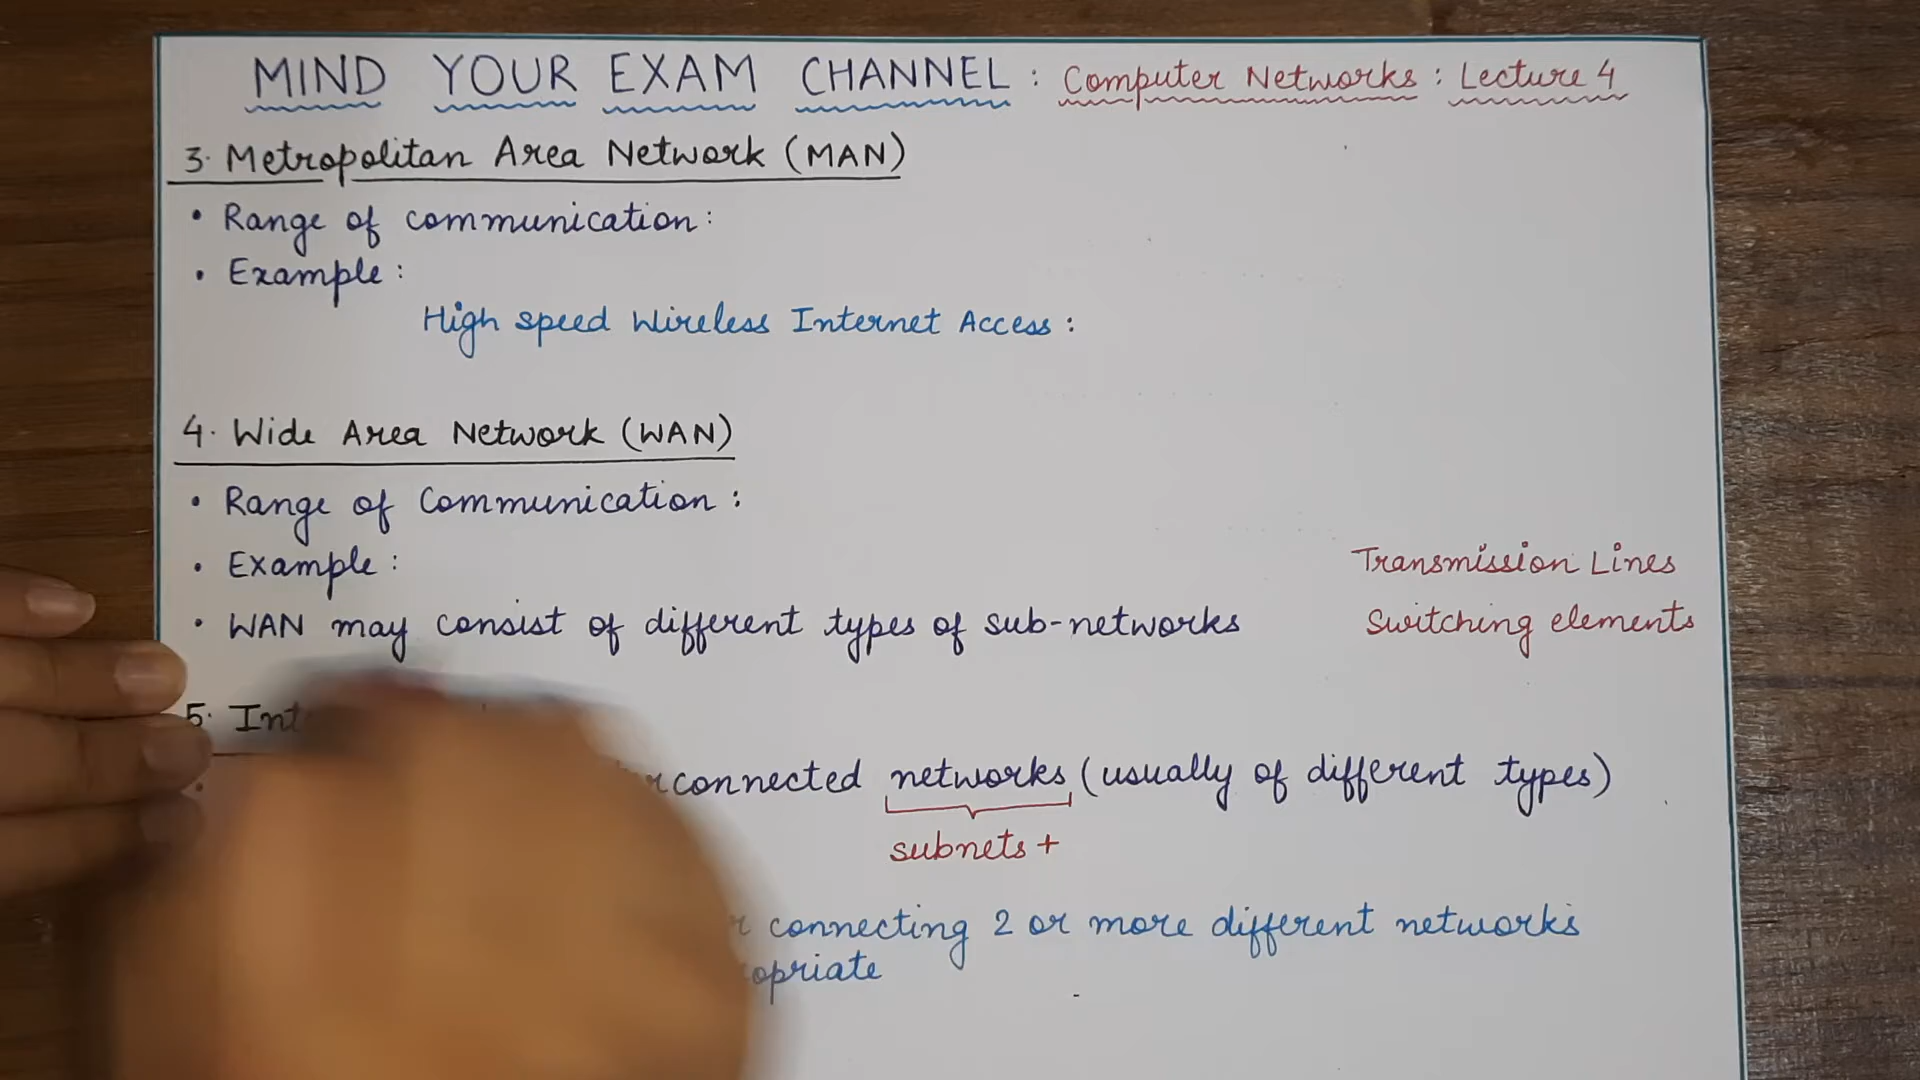 MIND YOUR EXAM CHANNEL : Computer Networks : Lecture 4
3. Metropolitan Area Network (MAN)
• Range of communication :
• Example :
High speed Wireless Internet Access :
4. Wide Area Network (WAN)
• Range of Communication :
• Example :
Transmission Lines
• WAN may consist of different types of sub-networks
Switching elements
5. Int
connected networks (usually of different types)
subnets +
connecting 2 or more different networks
opriate